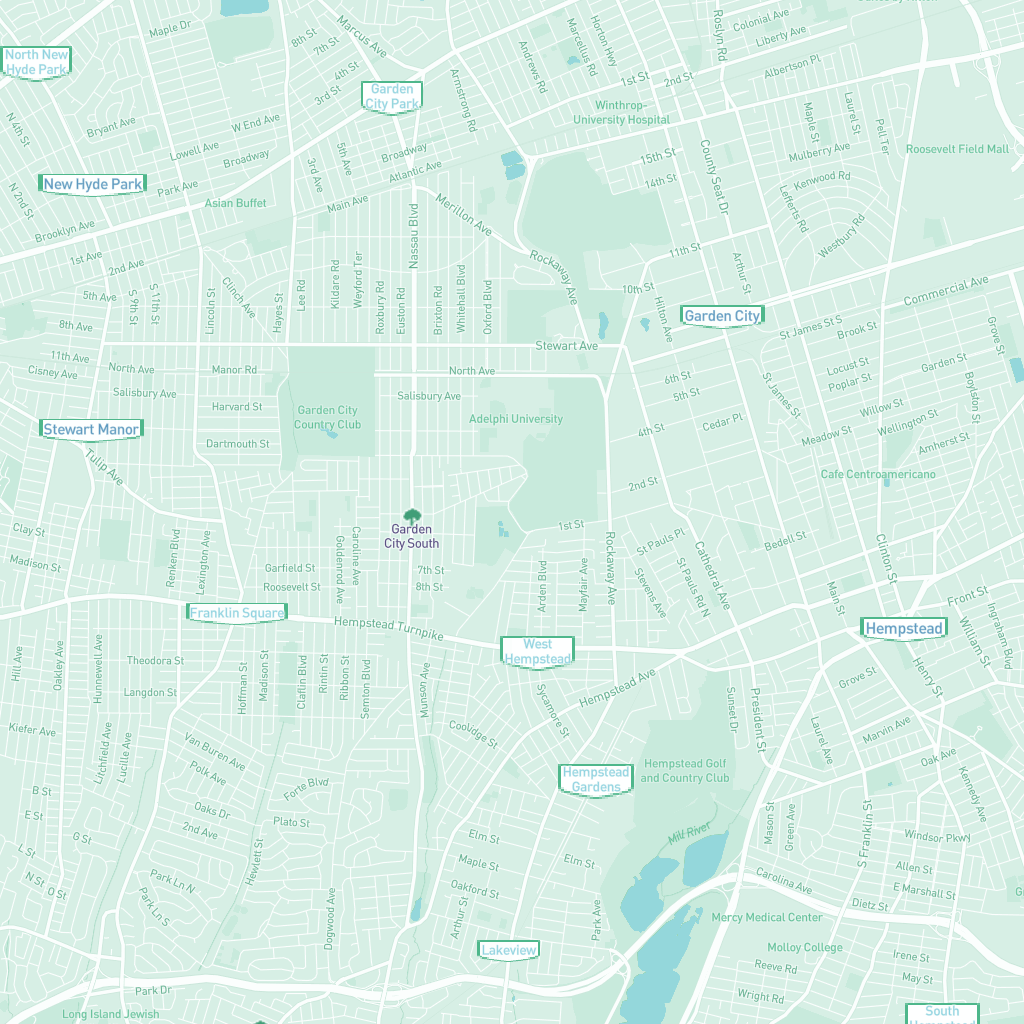 Maple Dr
8th St
7th St
Marcus Ave
Marcellus Rd
Horton Hwy
Roslyn Rd
Colonial Ave
Liberty Ave
Andrews Rd
North New
Hyde Park
4th St
3rd St
Garden
City Park
Armstrong Rd
1st St
2nd St
Albertson Pl
Winthrop-
University Hospital
Maple St
Laurel St
Pell Ter
N 4th St
Bryant Ave
W End Ave
Lowell Ave
Broadway
3rd Ave
5th Ave
Broadway
Atlantic Ave
15th St
14th St
County Seat Dr
Mulberry Ave
Roosevelt Field Mall
Kenwood Rd
New Hyde Park
Park Ave
N 2nd St
Asian Buffet
Main Ave
Merillon Ave
Lefferts Rd
Westbury Rd
Brooklyn Ave
Nassau Blvd
1st Ave
2nd Ave
Rockaway Ave
11th St
10th St
Arthur St
5th Ave
S 9th St
S 11th St
Lincoln St
Clinch Ave
Hayes St
Lee Rd
Kildare Rd
Weyford Ter
Roxbury Rd
Euston Rd
Brixton Rd
Whitehall Blvd
Oxford Blvd
Hilton Ave
Commercial Ave
Garden City
8th Ave
St James St S
Brook St
Grove St
11th Ave
Cisney Ave
North Ave
Manor Rd
Stewart Ave
North Ave
Locust St
Poplar St
Garden St
Boylston St
Salisbury Ave
Salisbury Ave
6th St
5th St
St James St
Willow St
Harvard St
Garden City
Country Club
Adelphi University
4th St
Cedar Pl
Meadow St
Wellington St
Amherst St
Stewart Manor
Dartmouth St
Tulip Ave
Cafe Centroamericano
2nd St
Garden
City South
1st St
Clay St
Madison St
Renken Blvd
Lexington Ave
Goldenrod Ave
Caroline Ave
Garfield St
Roosevelt St
7th St
8th St
Arden Blvd
Mayfair Ave
Rockaway Ave
Stevens Ave
St Pauls Pl
St Pauls Rd N
Cathedral Ave
Bedell St
Clinton St
Main St
Front St
Ingraham Blvd
William St
Franklin Square
Hempstead Turnpike
West
Hempstead
Hempstead
Hill Ave
Oakley Ave
Hunnewell Ave
Theodora St
Langdon St
Hoffman St
Madison St
Claflin Blvd
Rintin St
Ribbon St
Semton Blvd
Munson Ave
Sycamore St
Hempstead Ave
Sunset Dr
President St
Grove St
Henry St
Kiefer Ave
Litchfield Ave
Lucille Ave
Van Buren Ave
Polk Ave
Coolidge St
Laurel Ave
Marvin Ave
Oak Ave
Kennedy Ave
Hempstead
Gardens
Hempstead Golf
and Country Club
B St
E St
Forte Blvd
Oaks Dr
Plato St
2nd Ave
G St
Mill River
Mason St
Green Ave
S Franklin St
Windsor Pkwy
L St
N St
O St
Hewlett St
Elm St
Maple St
Elm St
Allen St
Park Ln N
Park Ln S
Oakford St
Carolina Ave
E Marshall St
Dietz St
Dogwood Ave
Arthur St
Park Ave
Mercy Medical Center
Lakeview
Molloy College
Irene St
Reeve Rd
May St
Park Dr
Wright Rd
Long Island Jewish
South
Hempstead